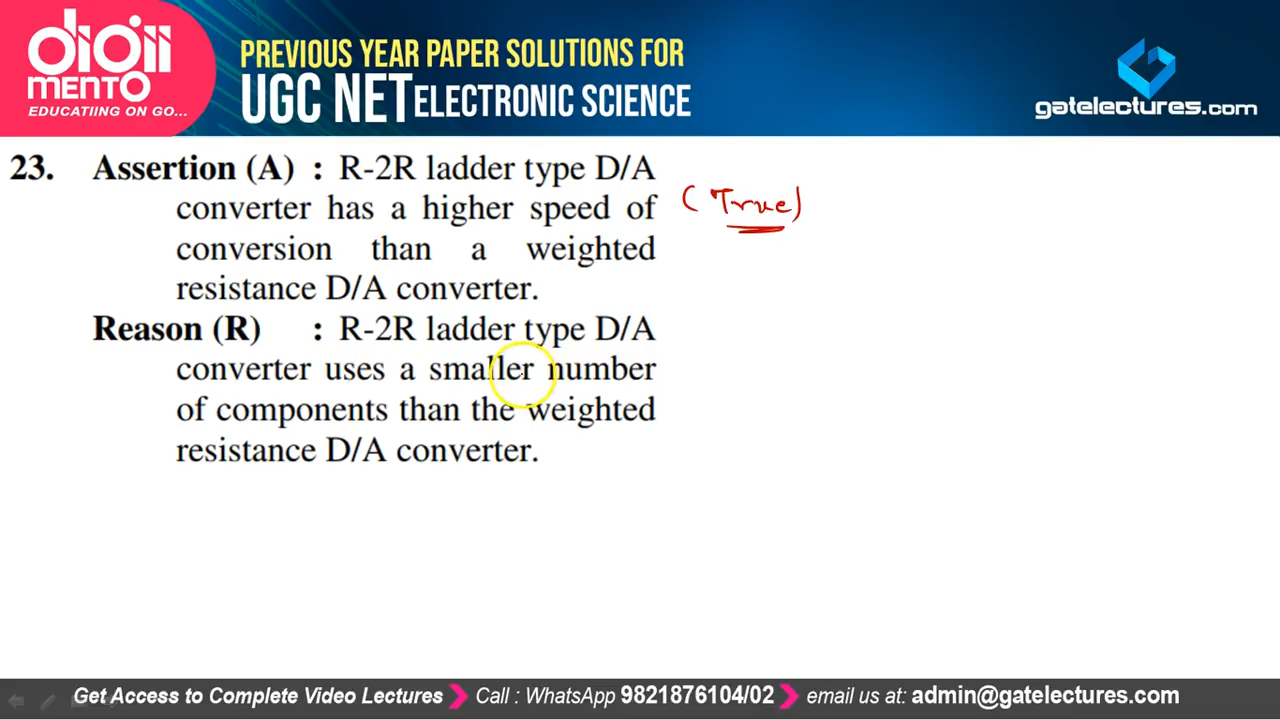 dioii
MENTO
EDUCATIING ON GO...
PREVIOUS YEAR PAPER SOLUTIONS FOR
UGC NET ELECTRONIC SCIENCE
gatelectures.com
23. Assertion (A) : R-2R ladder type D/A
converter has a higher speed of
conversion than a weighted
resistance D/A converter.
(True)
Reason (R) : R-2R ladder type D/A
converter uses a smaller number
of components than the weighted
resistance D/A converter.
Get Access to Complete Video Lectures Call : WhatsApp 9821876104/02 email us at: admin@gatelectures.com